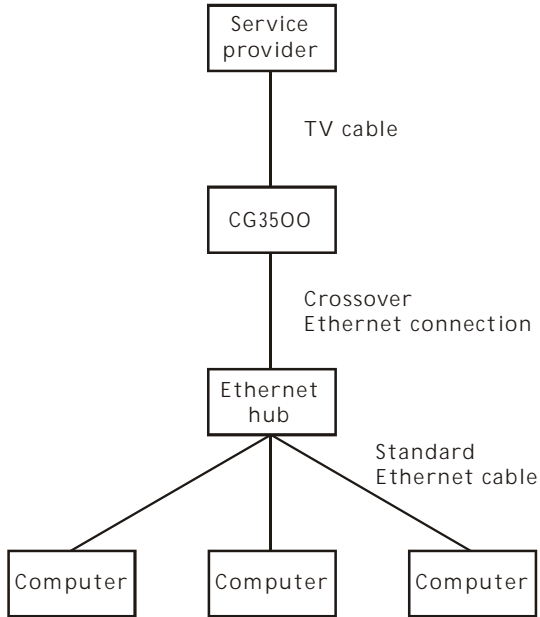 Service
provider
TV cable
CG3500
Crossover
Ethernet connection
Ethernet
hub
Standard
Ethernet cable
Computer
Computer
Computer